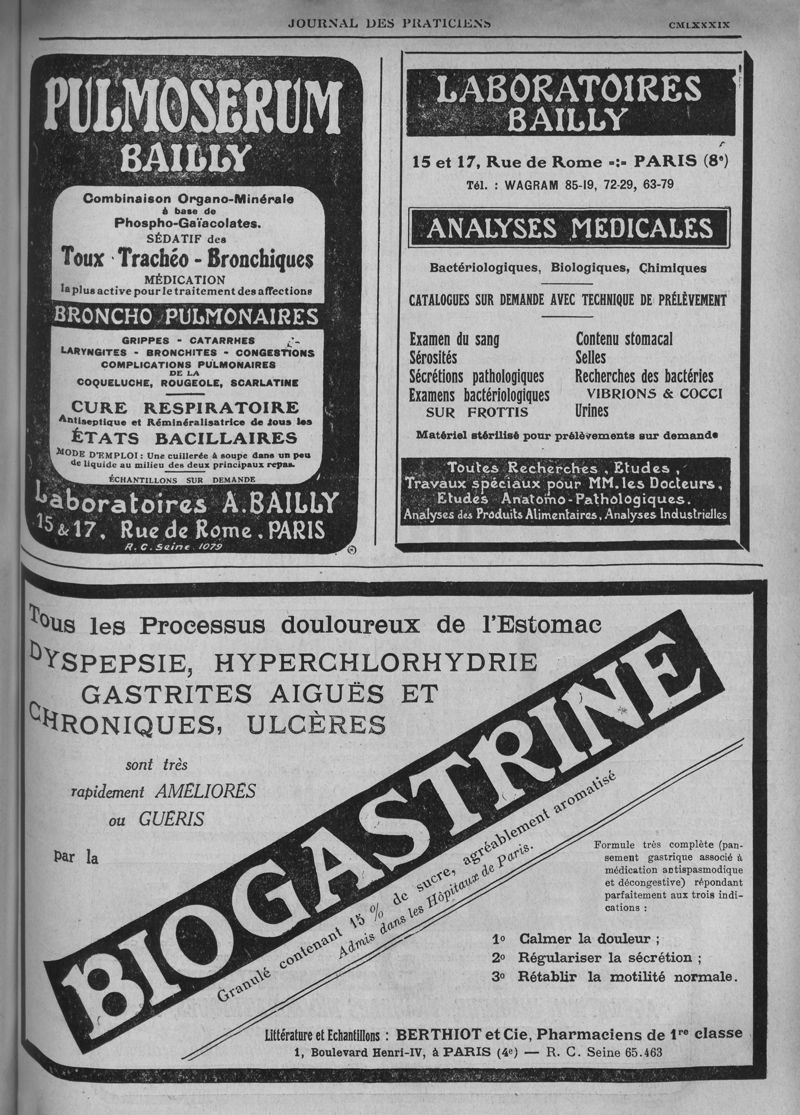 JOURNAL DES PRATICIENS
CMLXXXIX
PULMOSERUM
BAILLY
Combinaison Organo-Minérale
à base de
Phospho-Gaïacolates.
SÉDATIF des
Toux Trachéo - Bronchiques
MÉDICATION
la plus active pour le traitement des affections
BRONCHO PULMONAIRES
GRIPPES - CATARRHES
LARYNGITES - BRONCHITES - CONGESTIONS
COMPLICATIONS PULMONAIRES
DE LA
COQUELUCHE, ROUGEOLE, SCARLATINE
CURE RESPIRATOIRE
Antiseptique et Réminéralisatrice de tous les
ÉTATS BACILLAIRES
MODE D'EMPLOI : Une cuillerée à soupe dans un peu
de liquide au milieu des deux principaux repas.
ÉCHANTILLONS SUR DEMANDE
Laboratoires A. BAILLY
15 & 17, Rue de Rome. PARIS
R. C. Seine. 1079
LABORATOIRES
BAILLY
15 et 17, Rue de Rome -:- PARIS (8e)
Tél. : WAGRAM 85-19, 72-29, 63-79
ANALYSES MEDICALES
Bactériologiques, Biologiques, Chimiques
CATALOGUES SUR DEMANDE AVEC TECHNIQUE DE PRÉLÈVEMENT
Examen du sang
Sérosités
Sécrétions pathologiques
Examens bactériologiques
SUR FROTTIS
Contenu stomacal
Selles
Recherches des bactéries
VIBRIONS & COCCI
Urines
Matériel stérilisé pour prélèvements sur demande
Toutes Recherches, Etudes,
Travaux spéciaux pour MM. les Docteurs,
Etudes Anatomo-Pathologiques.
Analyses des Produits Alimentaires, Analyses Industrielles
Tous les Processus douloureux de l'Estomac
DYSPEPSIE, HYPERCHLORHYDRIE
GASTRITES AIGUËS ET
CHRONIQUES, ULCÈRES
sont très
rapidement AMÉLIORÉS
ou GUÉRIS
par la
BIOGASTRINE
Granulé contenant 15 % de sucre, agréablement aromatisé
Admis dans les Hôpitaux de Paris.
Formule très complète (pan-
sement gastrique associé à
médication antispasmodique
et décongestive) répondant
parfaitement aux trois indi-
cations :
1o Calmer la douleur ;
2o Régulariser la sécrétion ;
3o Rétablir la motilité normale.
Littérature et Echantillons : BERTHIOT et Cie, Pharmaciens de 1re classe
1, Boulevard Henri-IV, à PARIS (4e) — R. C. Seine 65.463